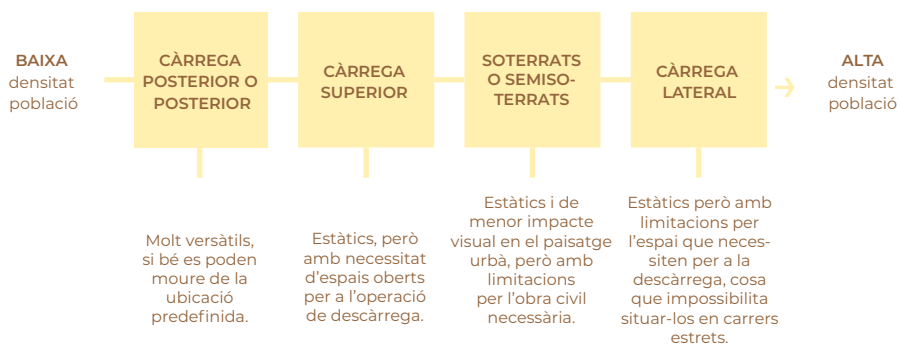 BAIXA
densitat
població
CÀRREGA
POSTERIOR O
POSTERIOR
CÀRREGA
SUPERIOR
SOTERRATS
O SEMISO-
TERRATS
CÀRREGA
LATERAL
ALTA
densitat
població
Molt versàtils,
si bé es poden
moure de la
ubicació
predefinida.
Estàtics, però
amb necessitat
d’espais oberts
per a l’operació
de descàrrega.
Estàtics i de
menor impacte
visual en el paisatge
urbà, però amb
limitacions
per l’obra civil
necessària.
Estàtics però amb
limitacions per
l’espai que neces-
siten per a la
descàrrega, cosa
que impossibilita
situar-los en carrers
estrets.